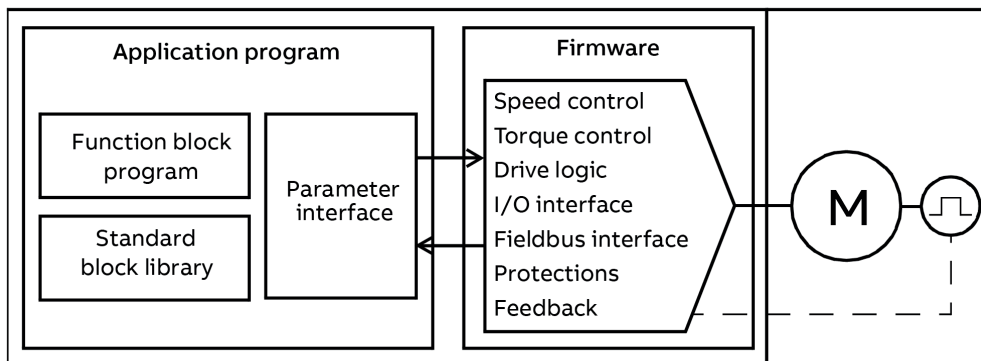 Application program
Function block
program
Standard
block library
Parameter
interface
Firmware
Speed control
Torque control
Drive logic
I/O interface
Fieldbus interface
Protections
Feedback
M